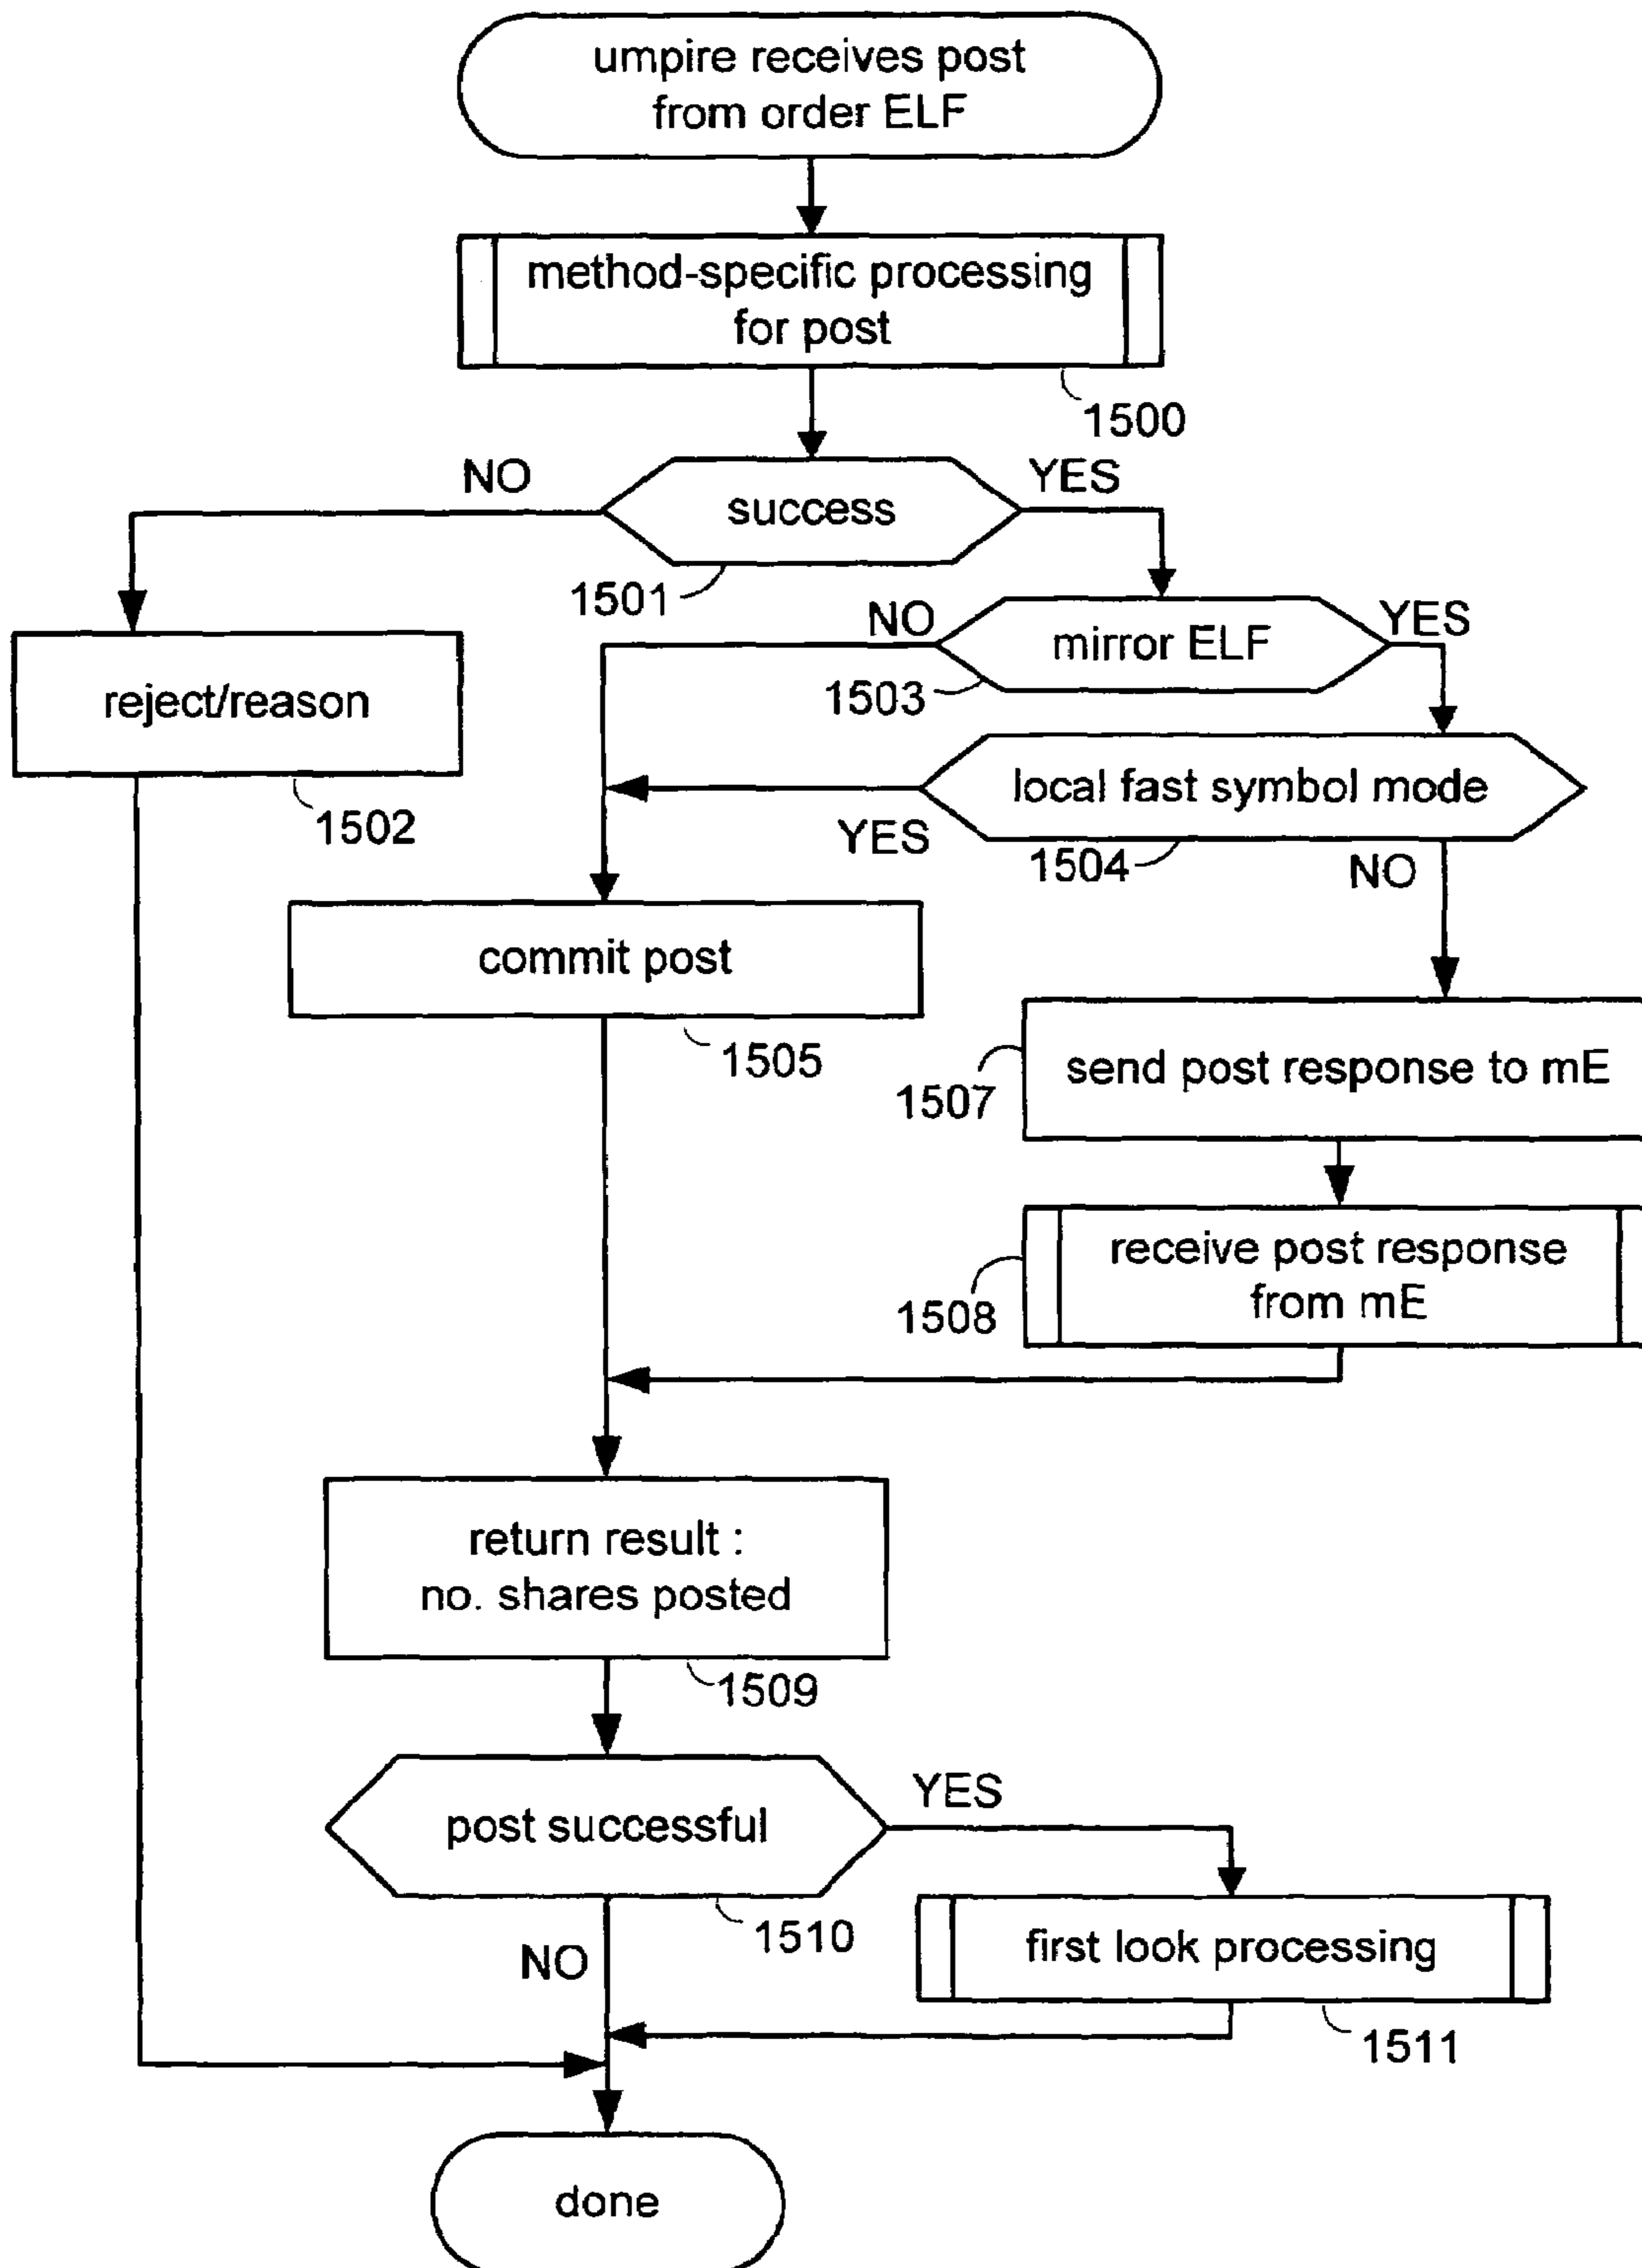 umpire receives post
from order ELF
method-specific processing
for post
1500
NO
YES
success
1501
NO
YES
mirror ELF
1503
reject/reason
1502
local fast symbol mode
YES
1504
NO
commit post
1505
send post response to mE
1507
receive post response
from mE
1508
return result :
no. shares posted
1509
YES
post successful
1510
NO
first look processing
1511
done